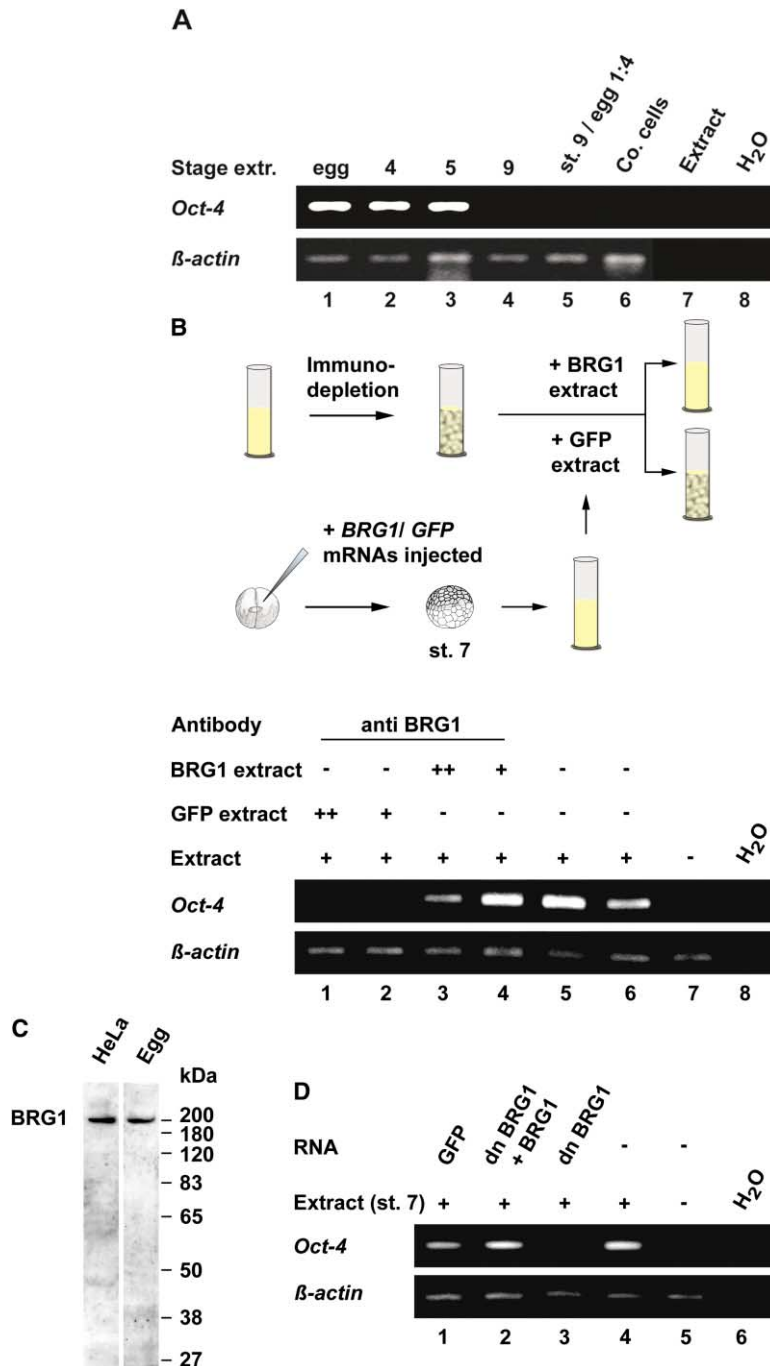 A
Stage extr. egg 4 5 9 st. 9 / egg 1:4 Co. cells Extract H2O
Oct-4
ß-actin
1 2 3 4 5 6 7 8
B
Immuno-
depletion
+ BRG1
extract
+ GFP
extract
+ BRG1/ GFP
mRNAs injected
st. 7
Antibody anti BRG1
BRG1 extract - - ++ + - -
GFP extract ++ + - - - -
Extract + + + + + + - H2O
Oct-4
ß-actin
1 2 3 4 5 6 7 8
C
HeLa Egg
kDa
BRG1
200
180
120
83
65
50
38
27
D
RNA GFP dn BRG1 + BRG1 dn BRG1 - -
Extract (st. 7) + + + + - H2O
Oct-4
ß-actin
1 2 3 4 5 6